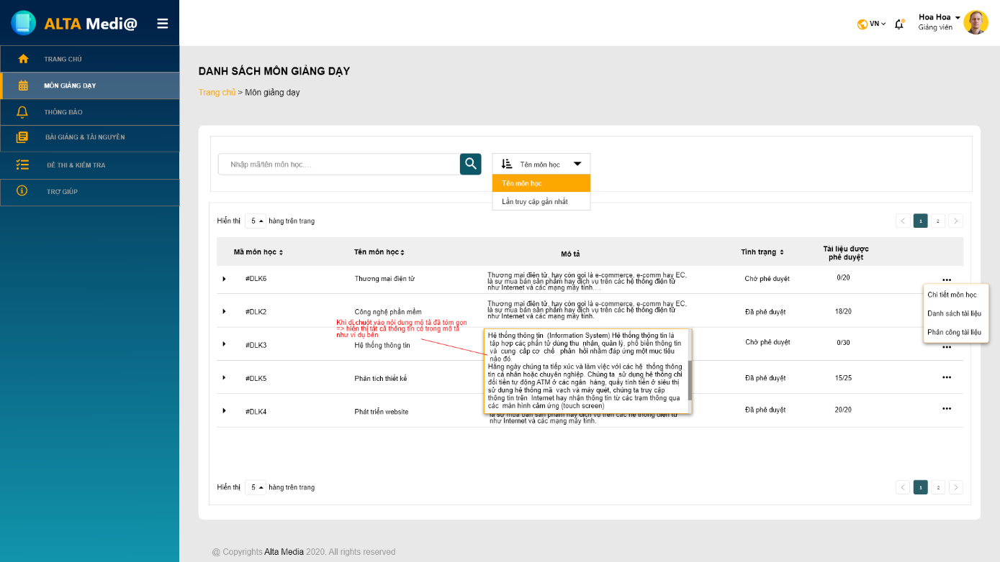 ALTA Medi@
VN
Hoa Hoa
Giảng viên
TRANG CHỦ
MÔN GIẢNG DẠY
THÔNG BÁO
BÀI GIẢNG & TÀI NGUYÊN
ĐỀ THI & KIỂM TRA
TRỢ GIÚP
DANH SÁCH MÔN GIẢNG DẠY
Trang chủ > Môn giảng dạy
Nhập mã/tên môn học....
Tên môn học
Tên môn học
Lần truy cập gần nhất
Hiển thị 5 hàng trên trang
1 2
Mã môn học Tên môn học Mô tả Tình trạng Tài liệu được
phê duyệt
#DLK6 Thương mại điện tử Thương mại điện tử, hay còn gọi là e-commerce, e-comm hay EC,
là sự mua bán sản phẩm hay dịch vụ trên các hệ thống điện tử
như Internet và các mạng máy tính.... Chờ phê duyệt 0/20
Chi tiết môn học
Danh sách tài liệu
Phân công tài liệu
#DLK2 Công nghệ phần mềm Thương mại điện tử, hay còn gọi là e-commerce, e-comm hay EC,
là sự mua bán sản phẩm hay dịch vụ trên các hệ thống điện tử
như Internet và các mạng máy tính. Đã phê duyệt 18/20
Khi di chuột vào nội dung mô tả đã tóm gọn
=> hiển thị tất cả thông tin có trong mô tả
như ví dụ bên
#DLK3 Hệ thống thông tin Chờ phê duyệt 0/30
Hệ thống thông tin (Information System) Hệ thống thông tin là
tập hợp các phần tử dùng thu nhận, quản lý, phổ biến thông tin
và cung cấp cơ chế phản hồi nhằm đáp ứng một mục tiêu
nào đó.
Hằng ngày chúng ta tiếp xúc và làm việc với các hệ thống thông
tin cá nhân hoặc chuyên nghiệp. Chúng ta sử dụng hệ thông chi
đổi tiền tự động ATM ở các ngân hàng, quầy tính tiền ở siêu thị
sử dụng hệ thống mã vạch và máy quét, chúng ta truy cập
thông tin trên Internet hay nhận thông tin từ các trạm thông qua
các màn hình cảm ứng (touch screen)
#DLK5 Phân tích thiết kế Đã phê duyệt 15/25
#DLK4 Phát triển website Đã phê duyệt 20/20
là sự mua bán sản phẩm hay dịch vụ trên các hệ thống điện tử
như Internet và các mạng máy tính.
Hiển thị 5 hàng trên trang
1 2
@ Copyrights Alta Media 2020. All rights reserved